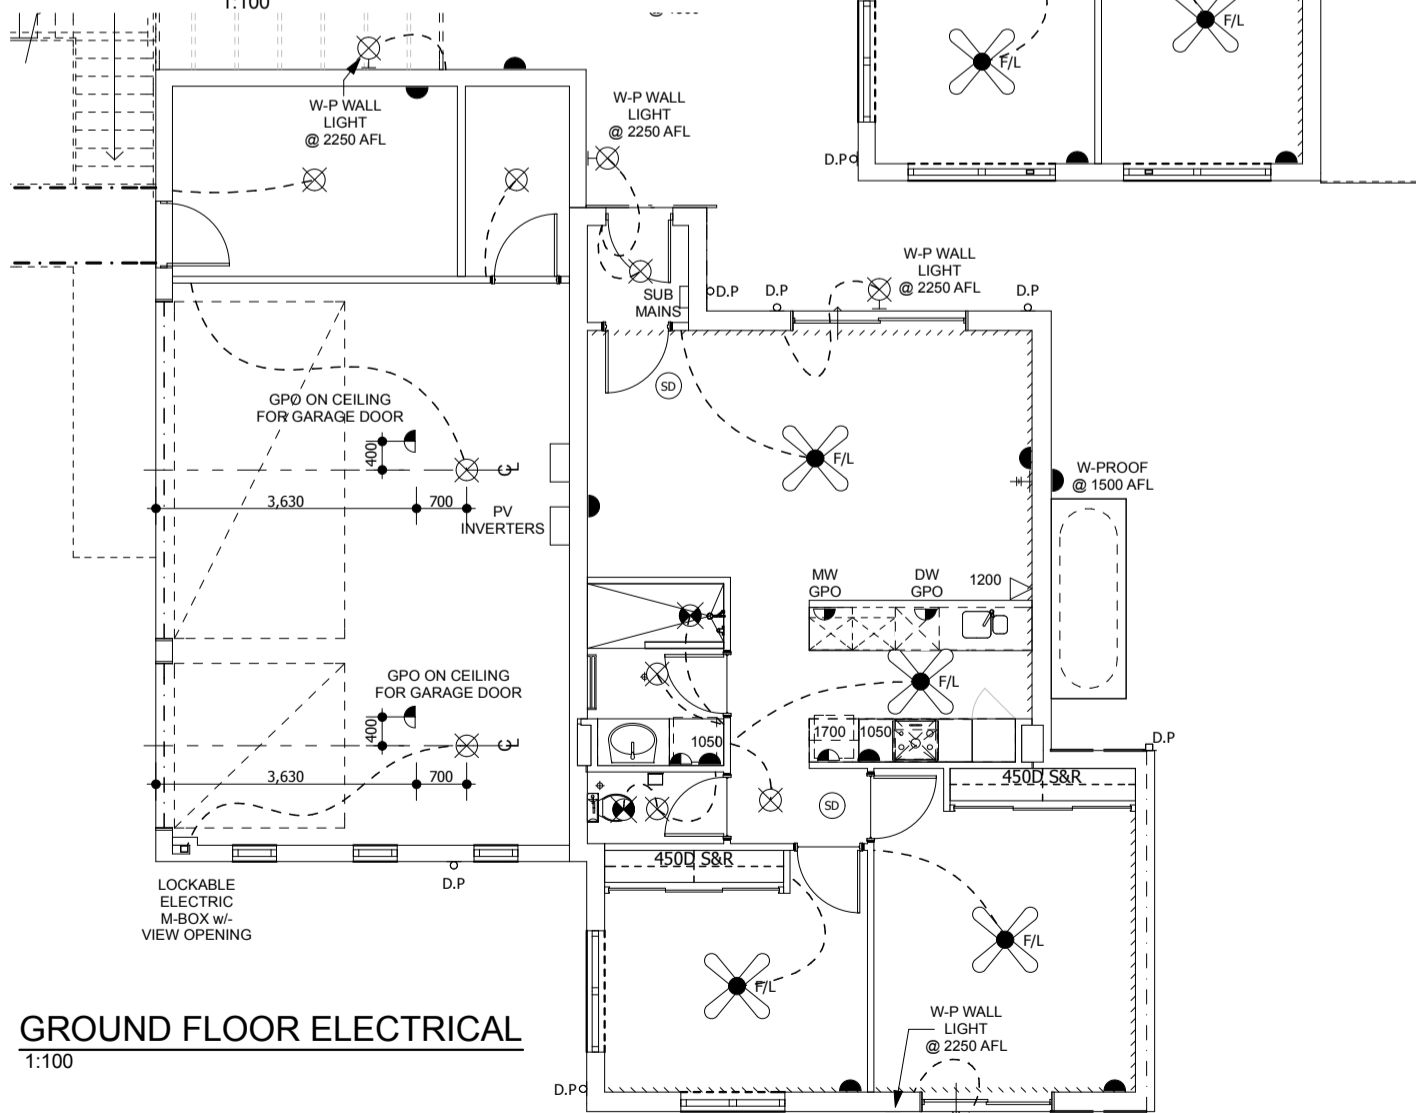 1:100
F/L
F/L
W-P WALL
LIGHT
@ 2250 AFL
W-P WALL
LIGHT
@ 2250 AFL
D.P
W-P WALL
LIGHT
@ 2250 AFL
SUB
MAINS
D.P
D.P
D.P
SD
GPO ON CEILING
FOR GARAGE DOOR
400
CL
3,630
700
PV
INVERTERS
F/L
W-PROOF
@ 1500 AFL
MW
GPO
DW
GPO
1200
GPO ON CEILING
FOR GARAGE DOOR
400
CL
3,630
700
F/L
1050
1700
1050
D.P
SD
450D S&R
450D S&R
D.P
LOCKABLE
ELECTRIC
M-BOX w/-
VIEW OPENING
F/L
F/L
W-P WALL
LIGHT
@ 2250 AFL
GROUND FLOOR ELECTRICAL
1:100
D.P